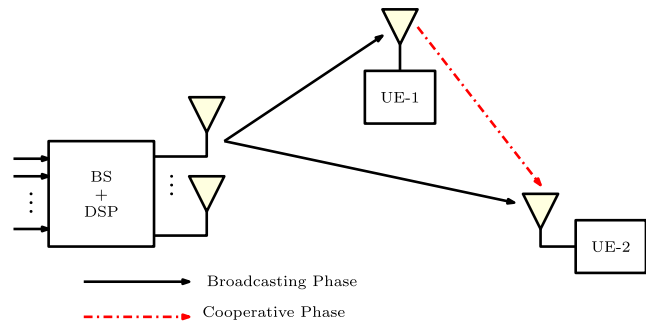 UE-1
BS
+
DSP
UE-2
Broadcasting Phase
Cooperative Phase